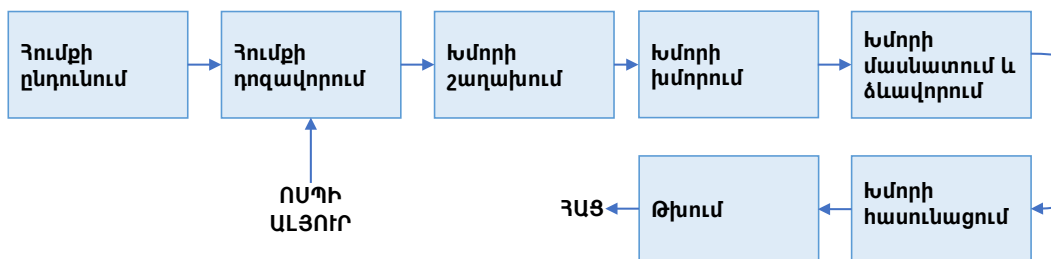 Հումքի
ընդունում
Հումքի
դոզավորում
Խմորի
շաղախում
Խմորի
խմորում
Խմորի
մասնատում և
ձևավորում
ՈՍՊԻ
ԱԼՅՈՒՐ
ՀԱՑ
Թխում
Խմորի
հասունացում